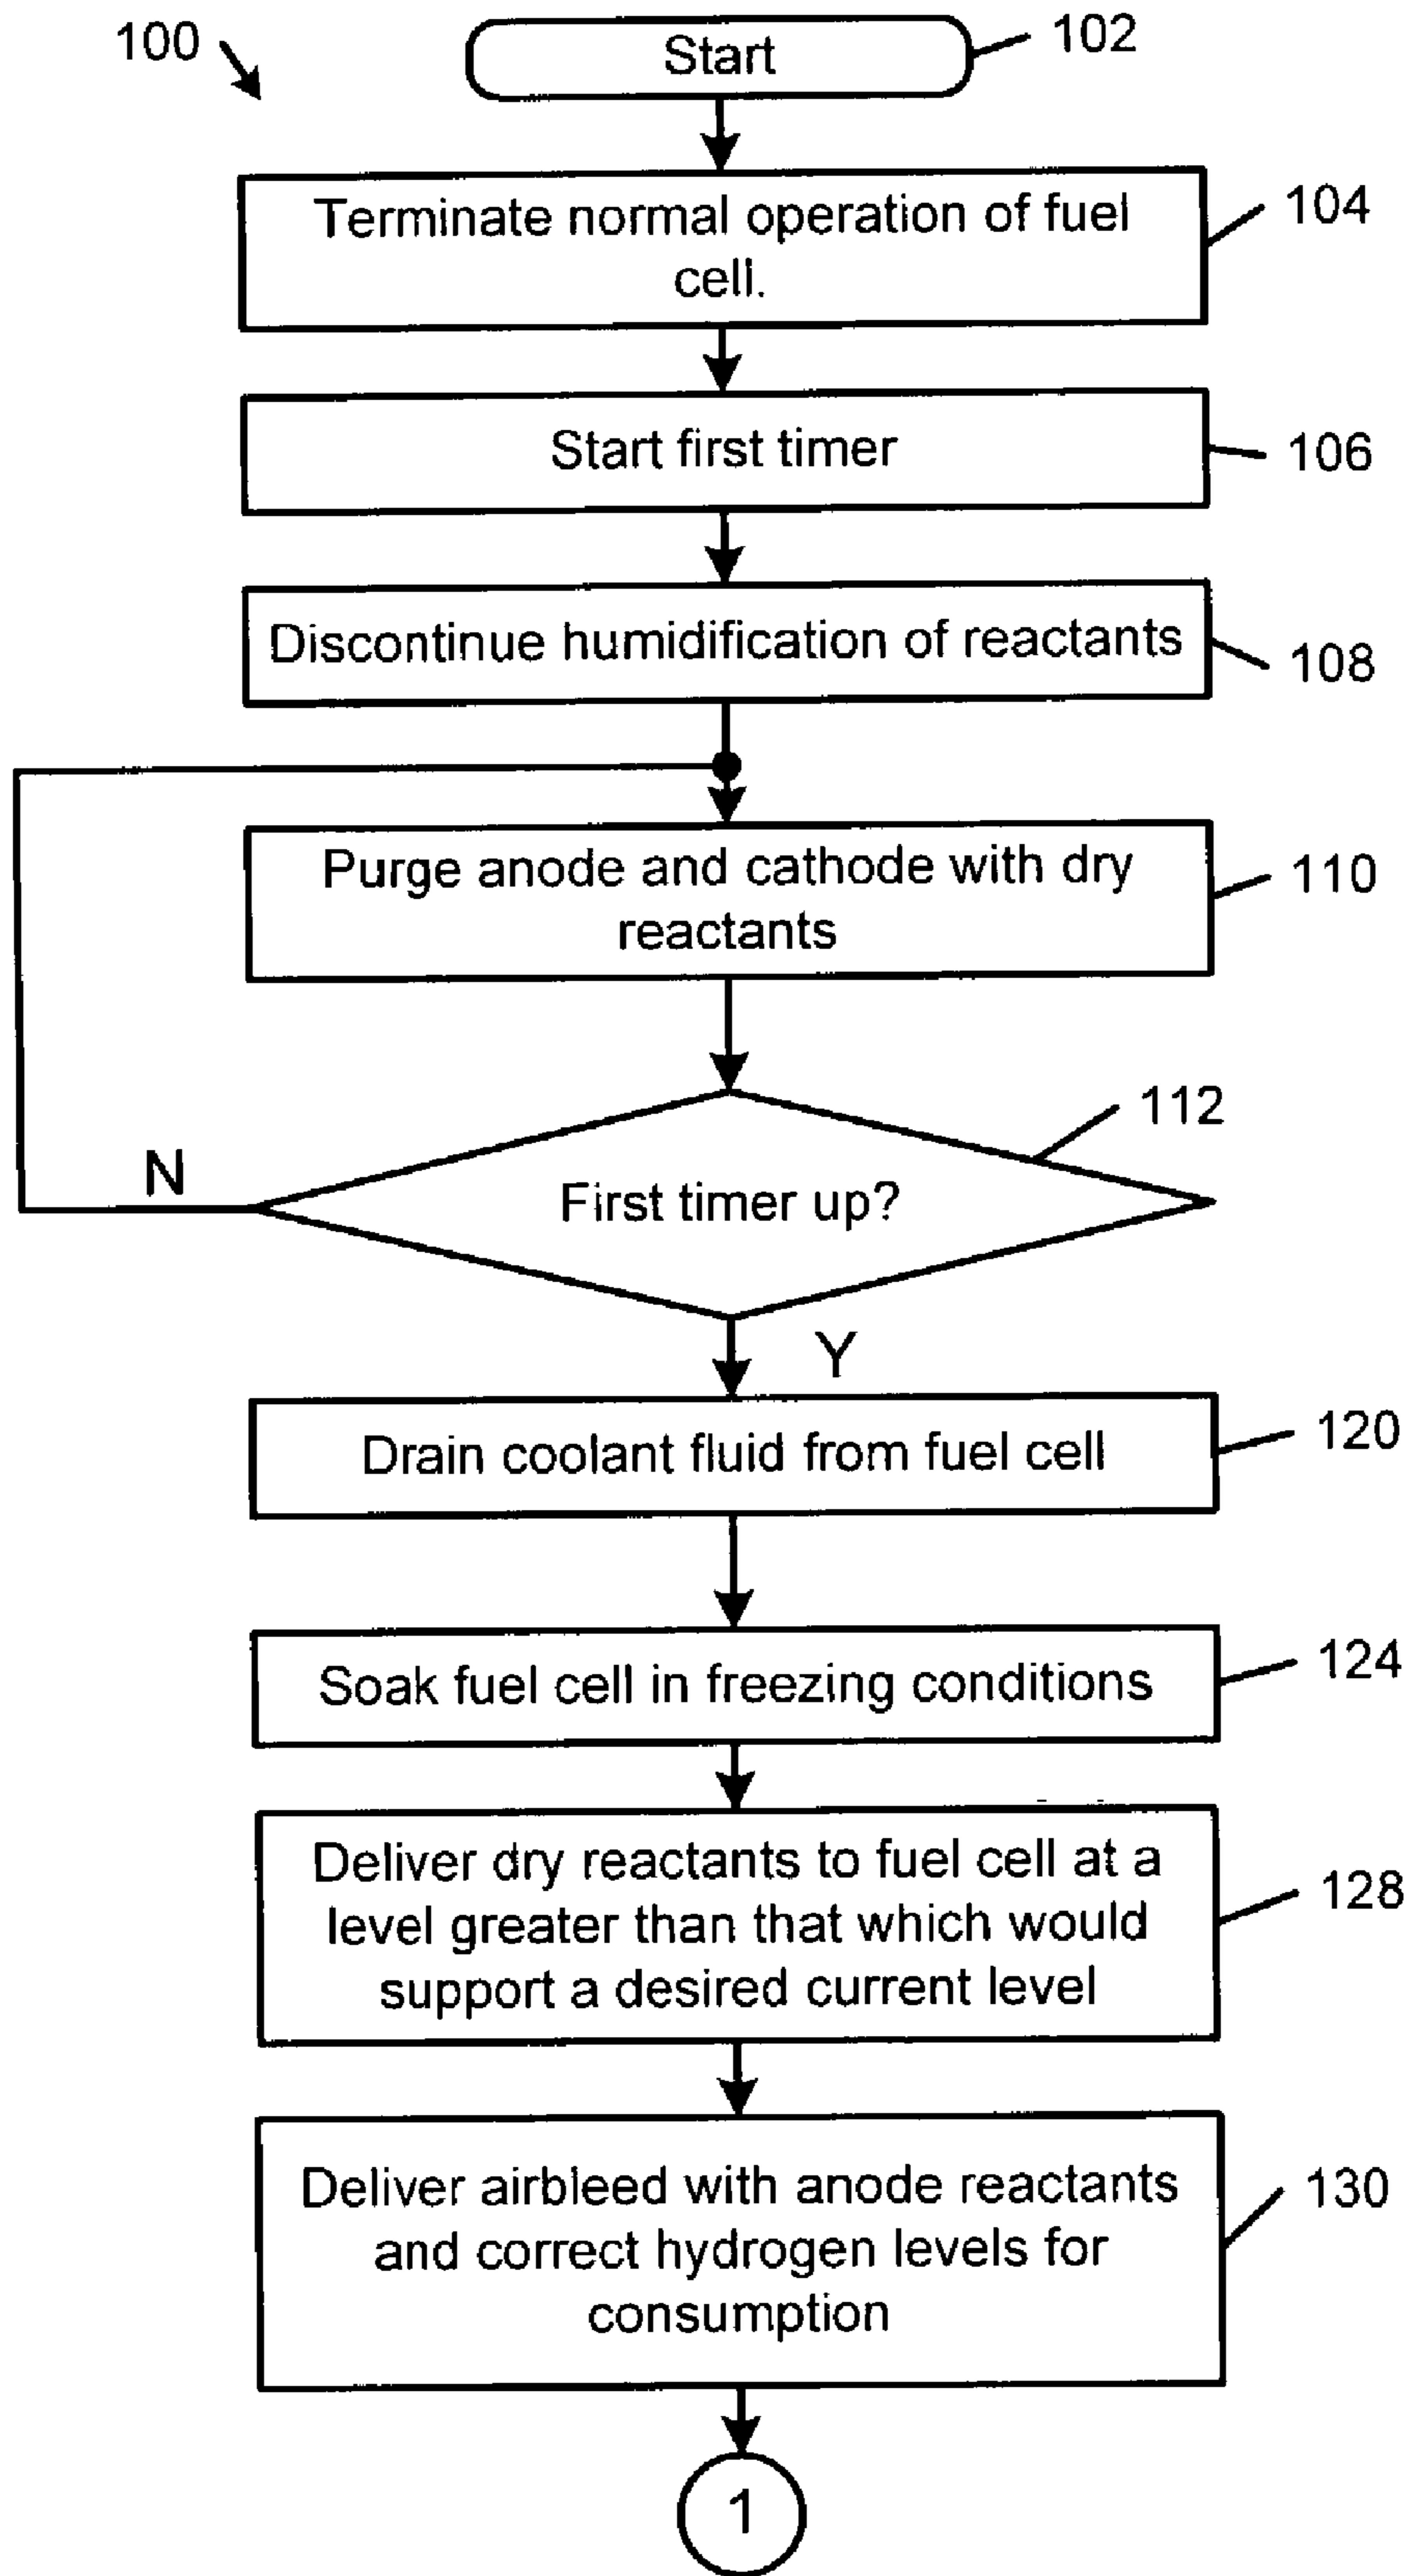 100
Start
102
Terminate normal operation of fuel
cell.
104
Start first timer
106
Discontinue humidification of reactants
108
Purge anode and cathode with dry
reactants
110
112
N
First timer up?
Y
Drain coolant fluid from fuel cell
120
Soak fuel cell in freezing conditions
124
Deliver dry reactants to fuel cell at a
level greater than that which would
support a desired current level
128
Deliver airbleed with anode reactants
and correct hydrogen levels for
consumption
130
1